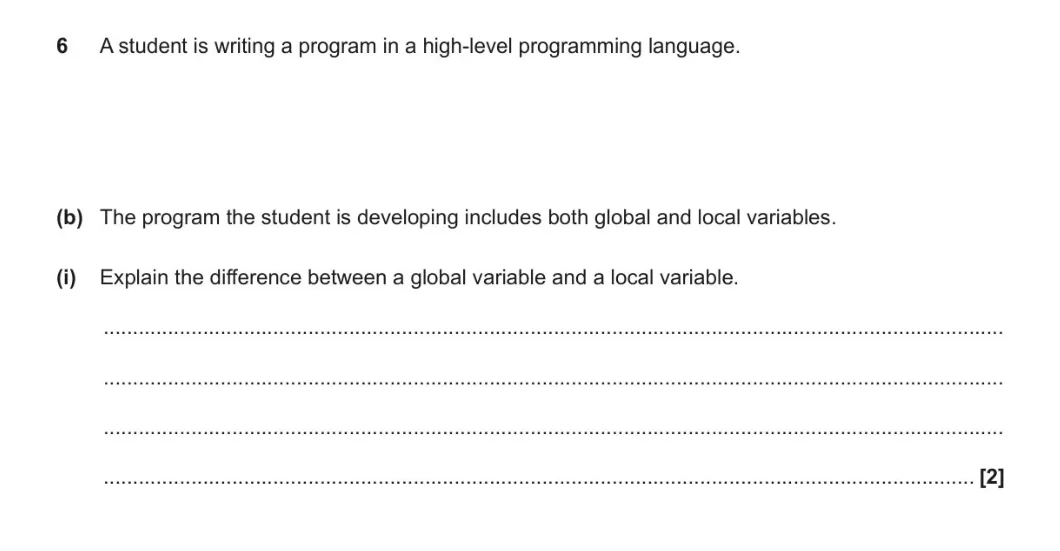 6 A student is writing a program in a high-level programming language.
(b) The program the student is developing includes both global and local variables.
(i) Explain the difference between a global variable and a local variable.
[2]